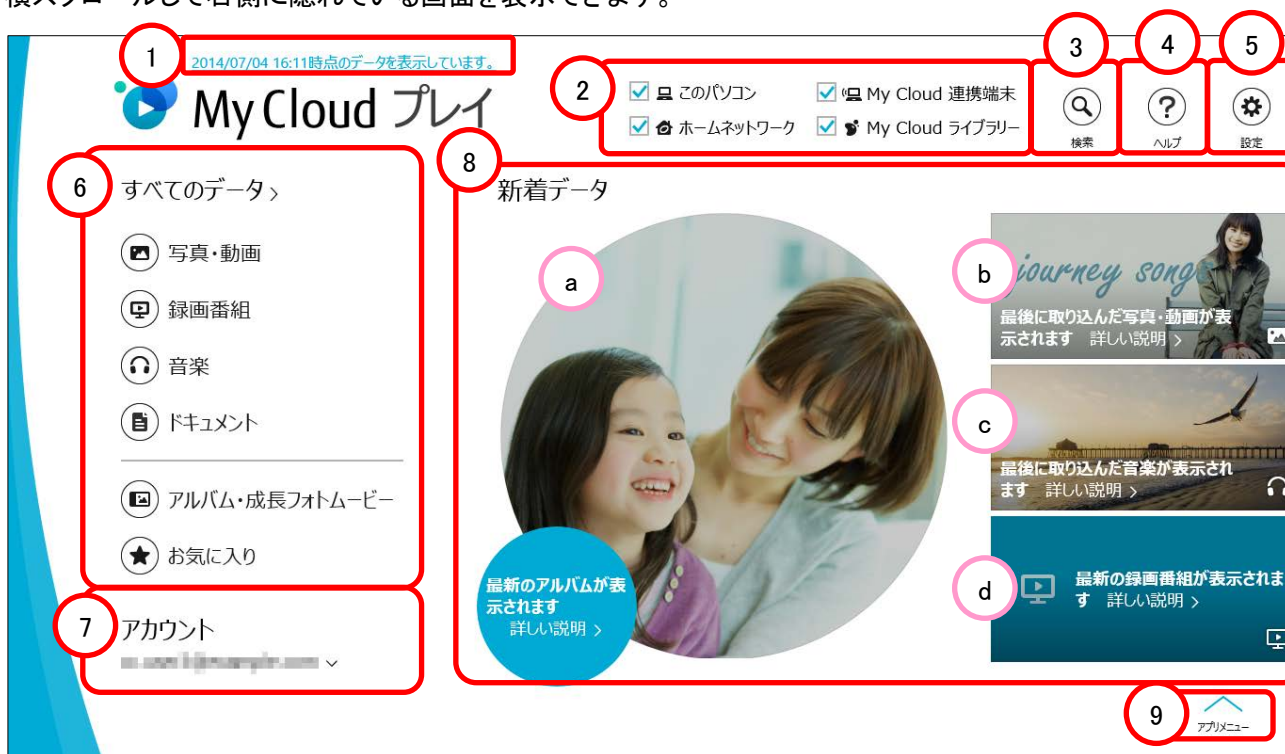 横スクロールして右側に隠れている画面を表示できます。
1
2014/07/04 16:11時点のデータを表示しています。
My Cloud プレイ
2
このパソコン
My Cloud 連携端末
ホームネットワーク
My Cloud ライブラリー
3
検索
4
ヘルプ
5
設定
6
すべてのデータ >
写真・動画
録画番組
音楽
ドキュメント
アルバム・成長フォトムービー
お気に入り
7
アカウント
8
新着データ
a
最新のアルバムが表
示されます
詳しい説明 >
b
journey songs
最後に取り込んだ写真・動画が表
示されます 詳しい説明 >
c
最後に取り込んだ音楽が表示され
ます 詳しい説明 >
d
最新の録画番組が表示されま
す 詳しい説明 >
9
アプリメニュー